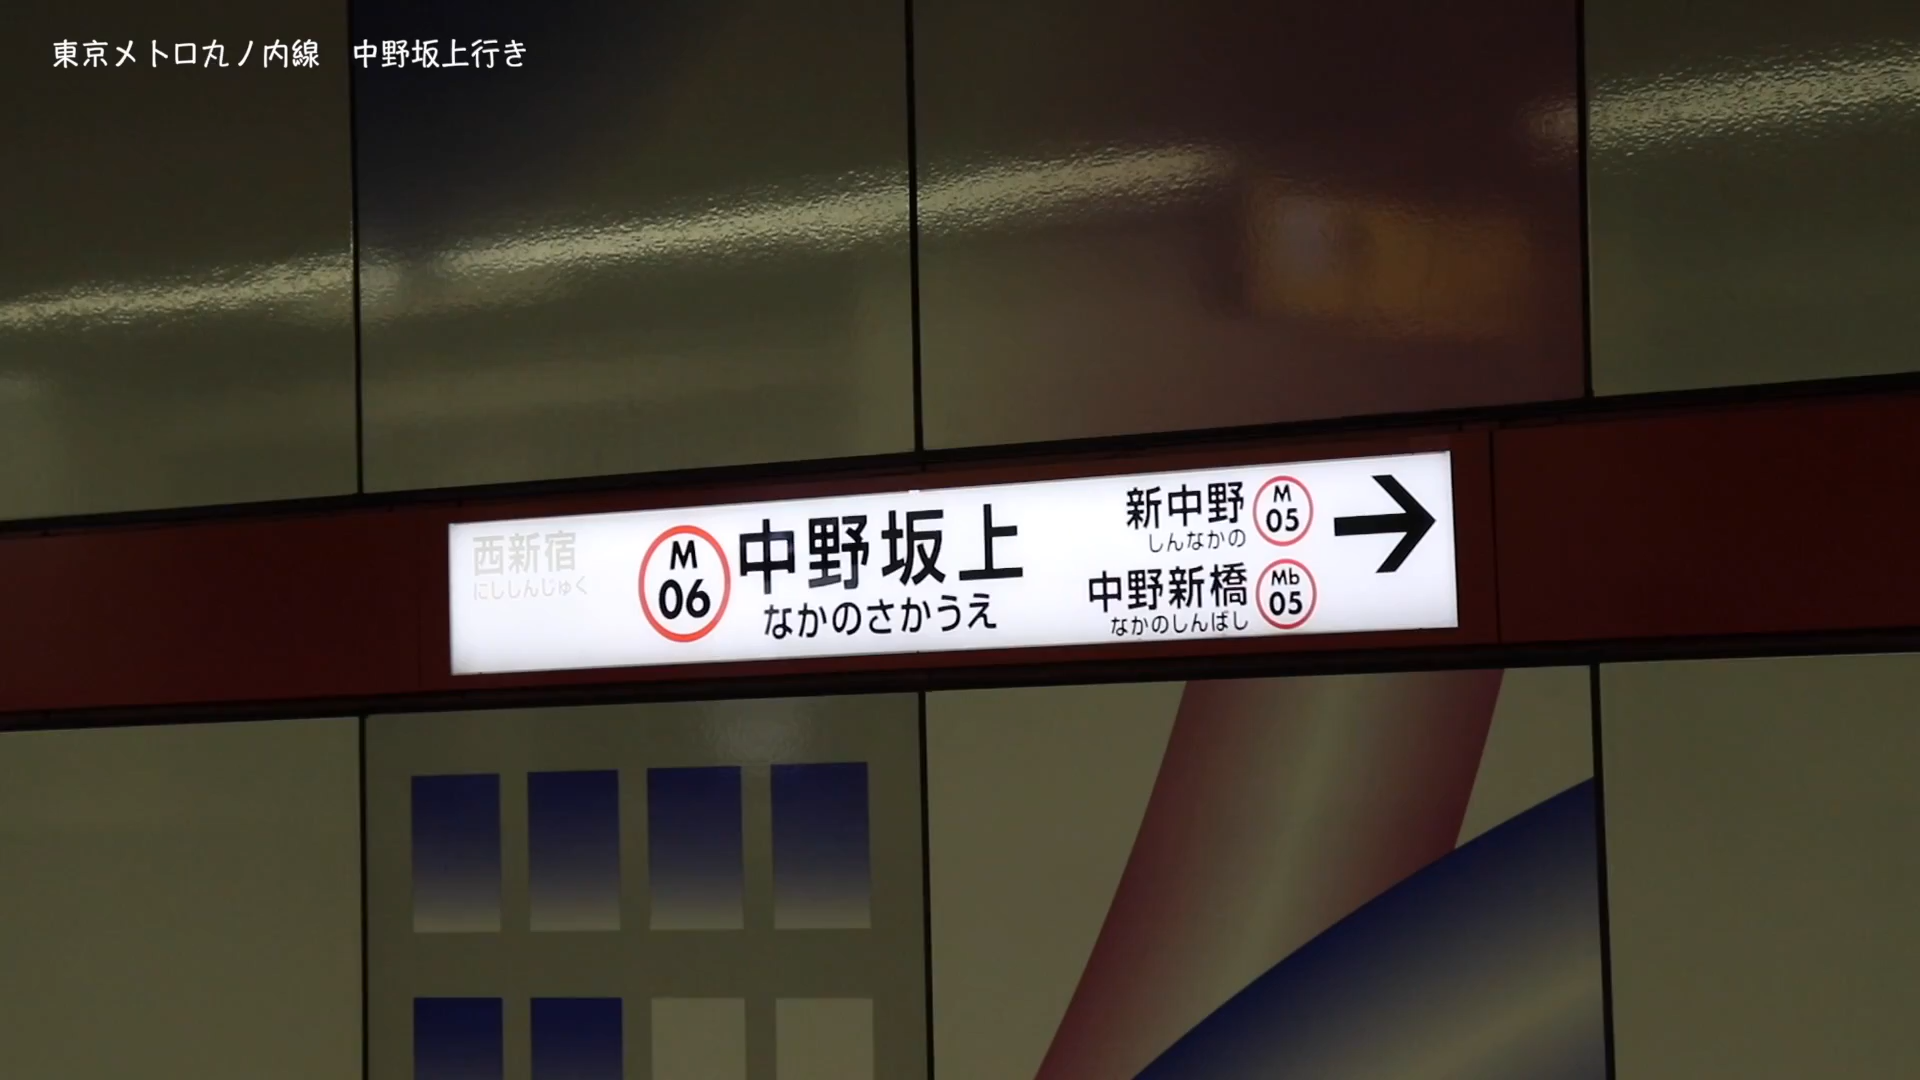 東京メトロ丸ノ内線　中野坂上行き
西新宿
にししんじゅく
M
06
中野坂上
なかのさかうえ
新中野
しんなかの
M
05
中野新橋
なかのしんばし
Mb
05